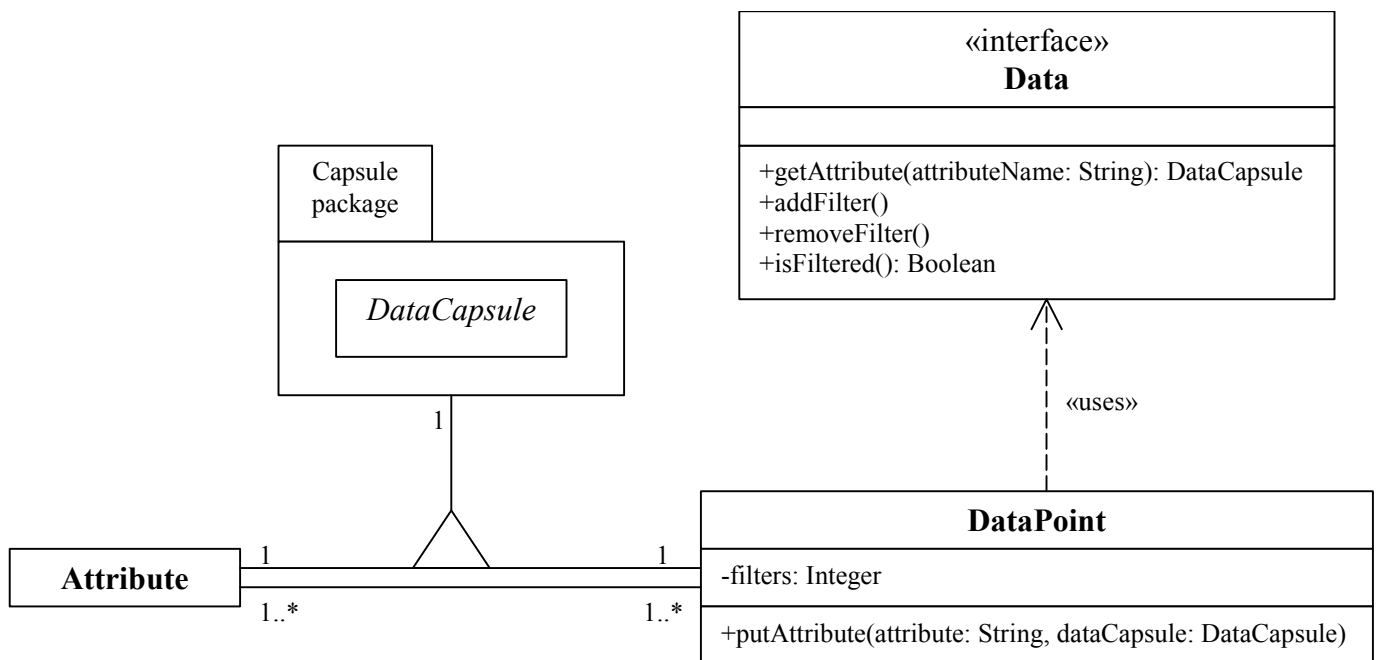 «interface»
Data
+getAttribute(attributeName: String): DataCapsule
+addFilter()
+removeFilter()
+isFiltered(): Boolean
Capsule
package
DataCapsule
1
«uses»
Attribute
1
1
1..*
1..*
DataPoint
-filters: Integer
+putAttribute(attribute: String, dataCapsule: DataCapsule)